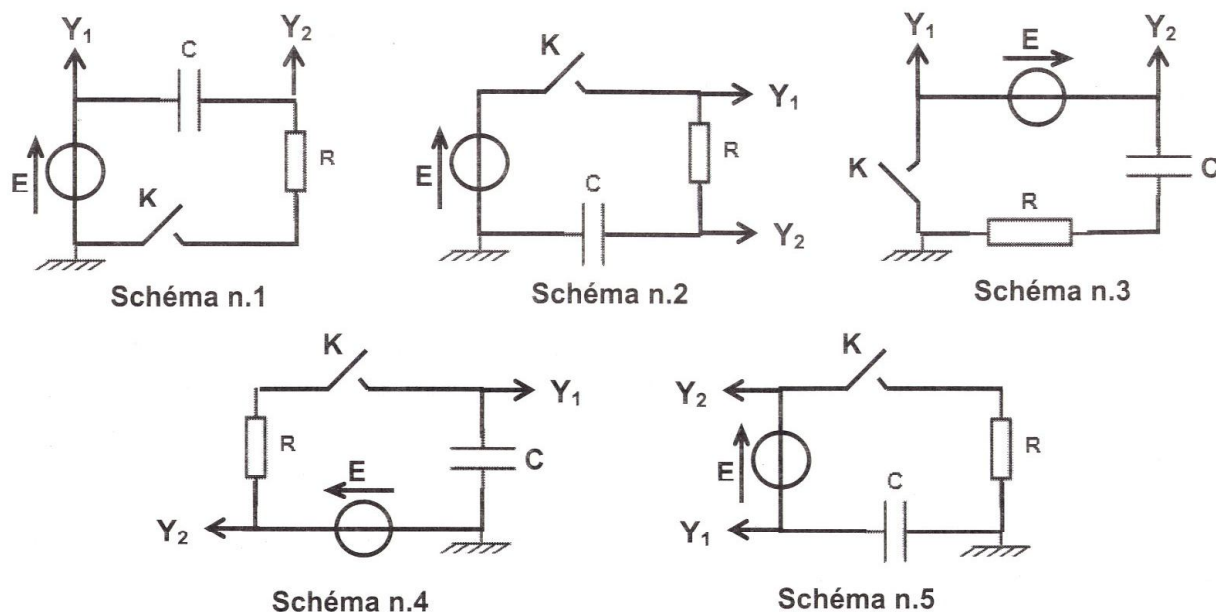 Y₁ Y₂ C E K R
Schéma n.1
K Y₁ E R C Y₂
Schéma n.2
Y₁ E Y₂ K C R
Schéma n.3
K Y₁ R C E Y₂
Schéma n.4
K Y₂ E R C Y₁
Schéma n.5